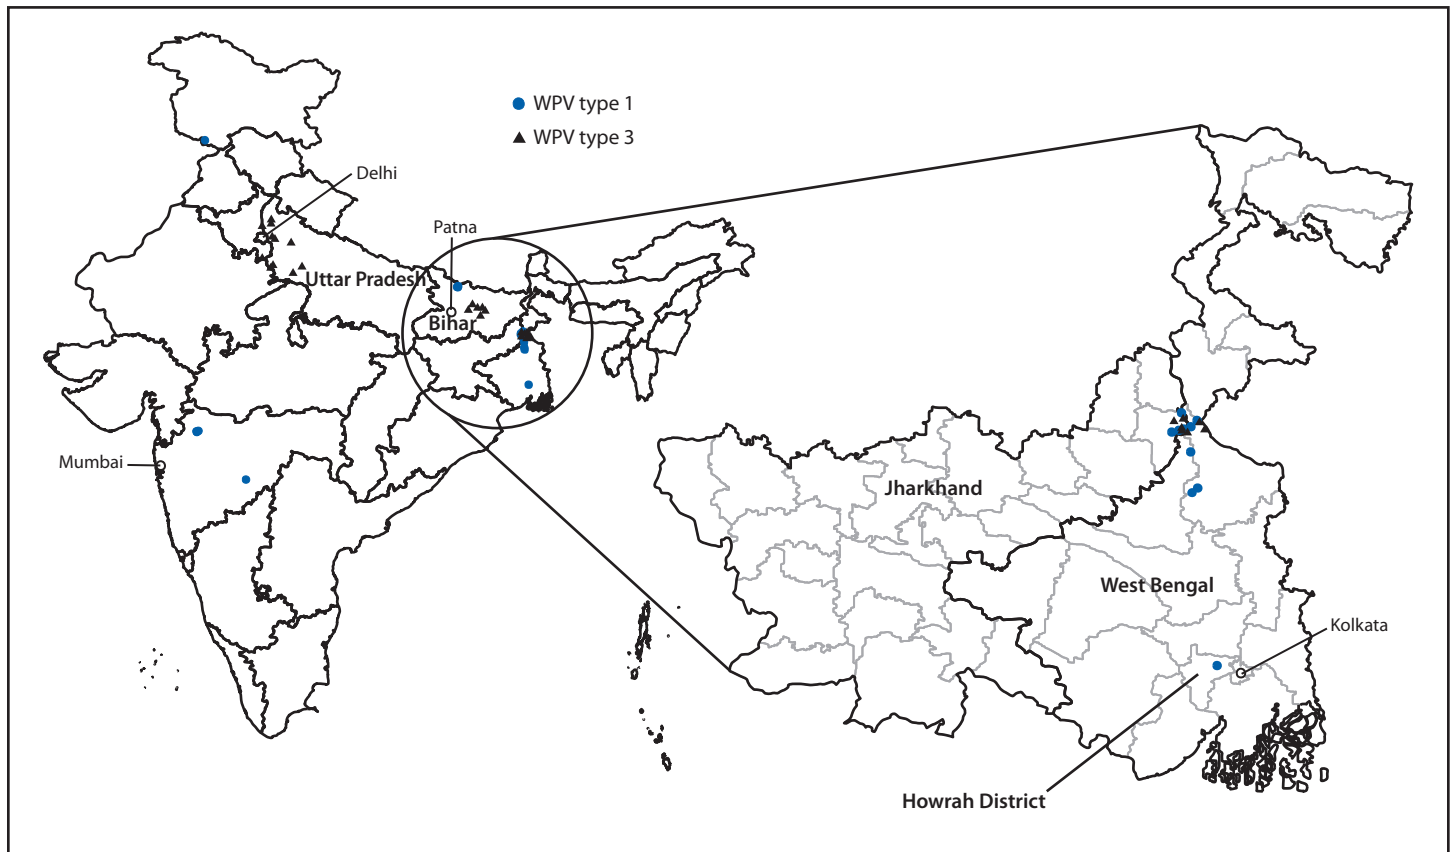 WPV type 1
WPV type 3
Delhi
Patna
Uttar Pradesh
Bihar
Mumbai
Jharkhand
West Bengal
Kolkata
Howrah District